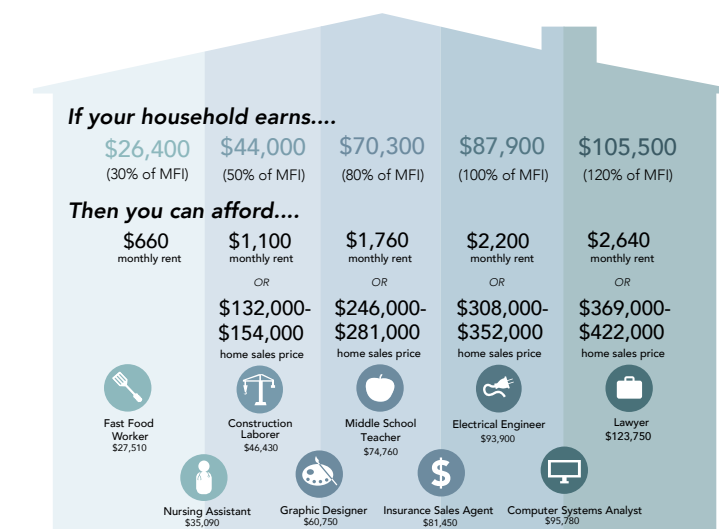 If your household earns....
$26,400 $44,000 $70,300 $87,900 $105,500
(30% of MFI) (50% of MFI) (80% of MFI) (100% of MFI) (120% of MFI)
Then you can afford....
$660 $1,100 $1,760 $2,200 $2,640
monthly rent monthly rent monthly rent monthly rent monthly rent
OR OR OR OR
$132,000- $246,000- $308,000- $369,000-
$154,000 $281,000 $352,000 $422,000
home sales price home sales price home sales price home sales price
Fast Food Construction Middle School Electrical Engineer Lawyer
Worker Laborer Teacher $93,900 $123,750
$27,510 $46,430 $74,760
$
Nursing Assistant Graphic Designer Insurance Sales Agent Computer Systems Analyst
$35,090 $60,750 $81,450 $95,780